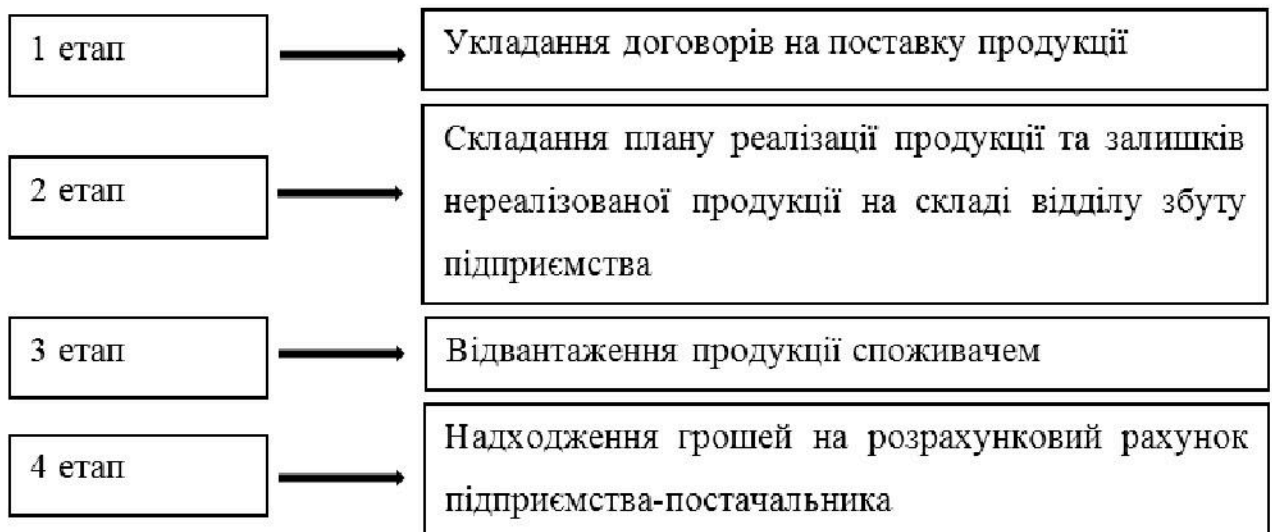 1 етап
Укладання договорів на поставку продукції
2 етап
Складання плану реалізації продукції та залишків
нереалізованої продукції на складі відділу збуту
підприємства
3 етап
Відвантаження продукції споживачем
4 етап
Надходження грошей на розрахунковий рахунок
підприємства-постачальника